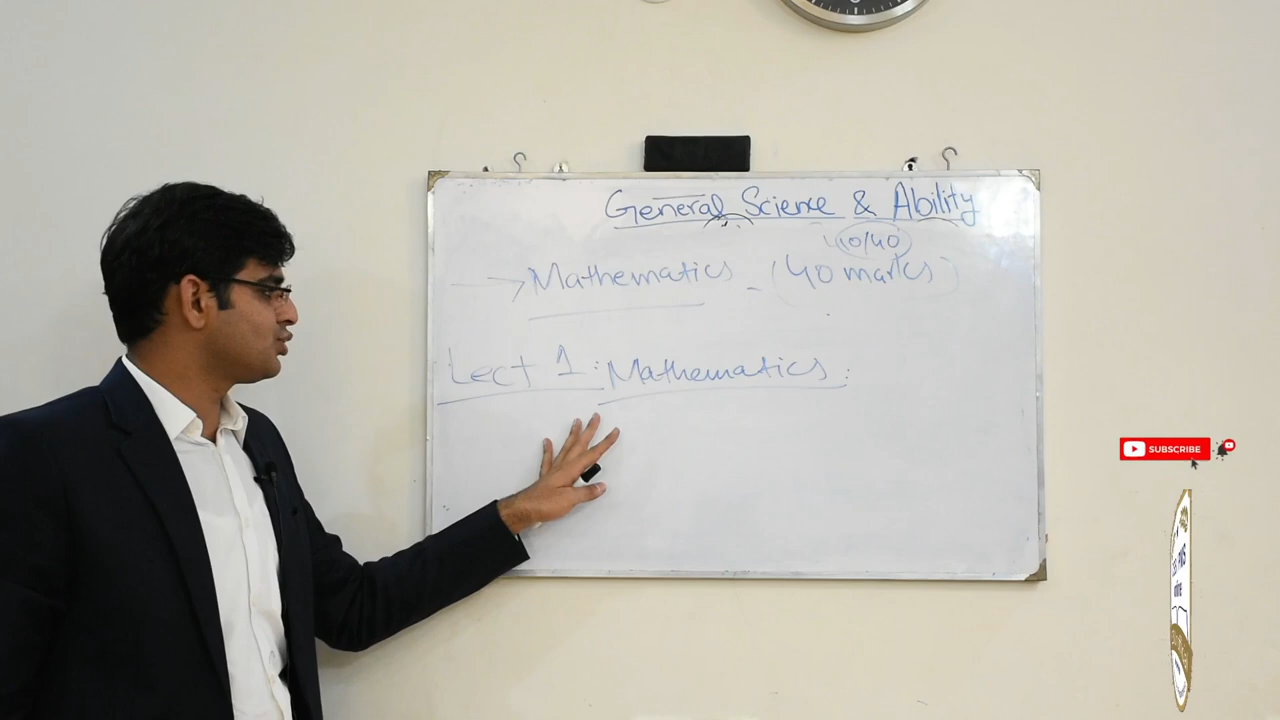 General Science & Ability
10/40
→ Mathematics - (40 marks)
Lect 1: Mathematics:
SUBSCRIBE